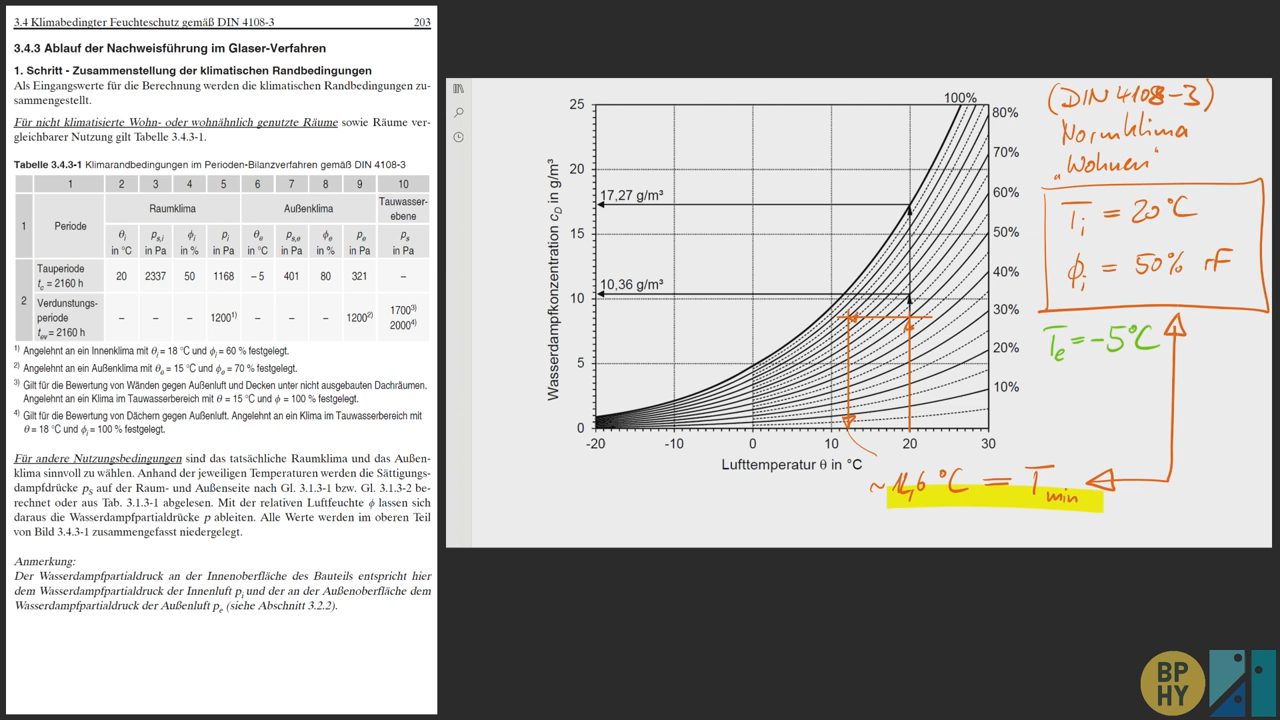 3.4 Klimabedingter Feuchteschutz gemäß DIN 4108-3 203
3.4.3 Ablauf der Nachweisführung im Glaser-Verfahren
1. Schritt - Zusammenstellung der klimatischen Randbedingungen
Als Eingangswerte für die Berechnung werden die klimatischen Randbedingungen zu-
sammengestellt.
Für nicht klimatisierte Wohn- oder wohnähnlich genutzte Räume sowie Räume ver-
gleichbarer Nutzung gilt Tabelle 3.4.3-1.
Tabelle 3.4.3-1 Klimarandbedingungen im Perioden-Bilanzverfahren gemäß DIN 4108-3
1 2 3 4 5 6 7 8 9 10
1 Periode Raumklima Außenklima Tauwasser-
ebene
θi ps,i ϕi pi θe ps,e ϕe pe ps
in °C in Pa in % in Pa in °C in Pa in % in Pa in Pa
2
Tauperiode
tc = 2160 h
20 2337 50 1168 – 5 401 80 321 –
Verdunstungs-
periode
tev = 2160 h
– – – 1200¹) – – – 1200²) 1700³)
2000⁴)
¹) Angelehnt an ein Innenklima mit θi = 18 °C und ϕi = 60 % festgelegt.
²) Angelehnt an ein Außenklima mit θe = 15 °C und ϕe = 70 % festgelegt.
³) Gilt für die Bewertung von Wänden gegen Außenluft und Decken unter nicht ausgebauten Dachräumen.
Angelehnt an ein Klima im Tauwasserbereich mit θ = 15 °C und ϕ = 100 % festgelegt.
⁴) Gilt für die Bewertung von Dächern gegen Außenluft. Angelehnt an ein Klima im Tauwasserbereich mit
θ = 18 °C und ϕi = 100 % festgelegt.
Für andere Nutzungsbedingungen sind das tatsächliche Raumklima und das Außen-
klima sinnvoll zu wählen. Anhand der jeweiligen Temperaturen werden die Sättigungs-
dampfdrücke pS auf der Raum- und Außenseite nach Gl. 3.1.3-1 bzw. Gl. 3.1.3-2 be-
rechnet oder aus Tab. 3.1.3-1 abgelesen. Mit der relativen Luftfeuchte ϕ lassen sich
daraus die Wasserdampfpartialdrücke p ableiten. Alle Werte werden im oberen Teil
von Bild 3.4.3-1 zusammengefasst niedergelegt.
Anmerkung:
Der Wasserdampfpartialdruck an der Innenoberfläche des Bauteils entspricht hier
dem Wasserdampfpartialdruck der Innenluft pi und der an der Außenoberfläche dem
Wasserdampfpartialdruck der Außenluft pe (siehe Abschnitt 3.2.2).
Wasserdampfkonzentration cD in g/m³
25
20
15
10
5
0
17,27 g/m³
10,36 g/m³
100%
80%
70%
60%
50%
40%
30%
20%
10%
-20 -10 0 10 20 30
Lufttemperatur θ in °C
(DIN 4108-3)
Normklima
„Wohnen"
Ti = 20°C
ϕi = 50% rF
Te = -5°C
~ 12,6 °C = Tmin
BP
HY